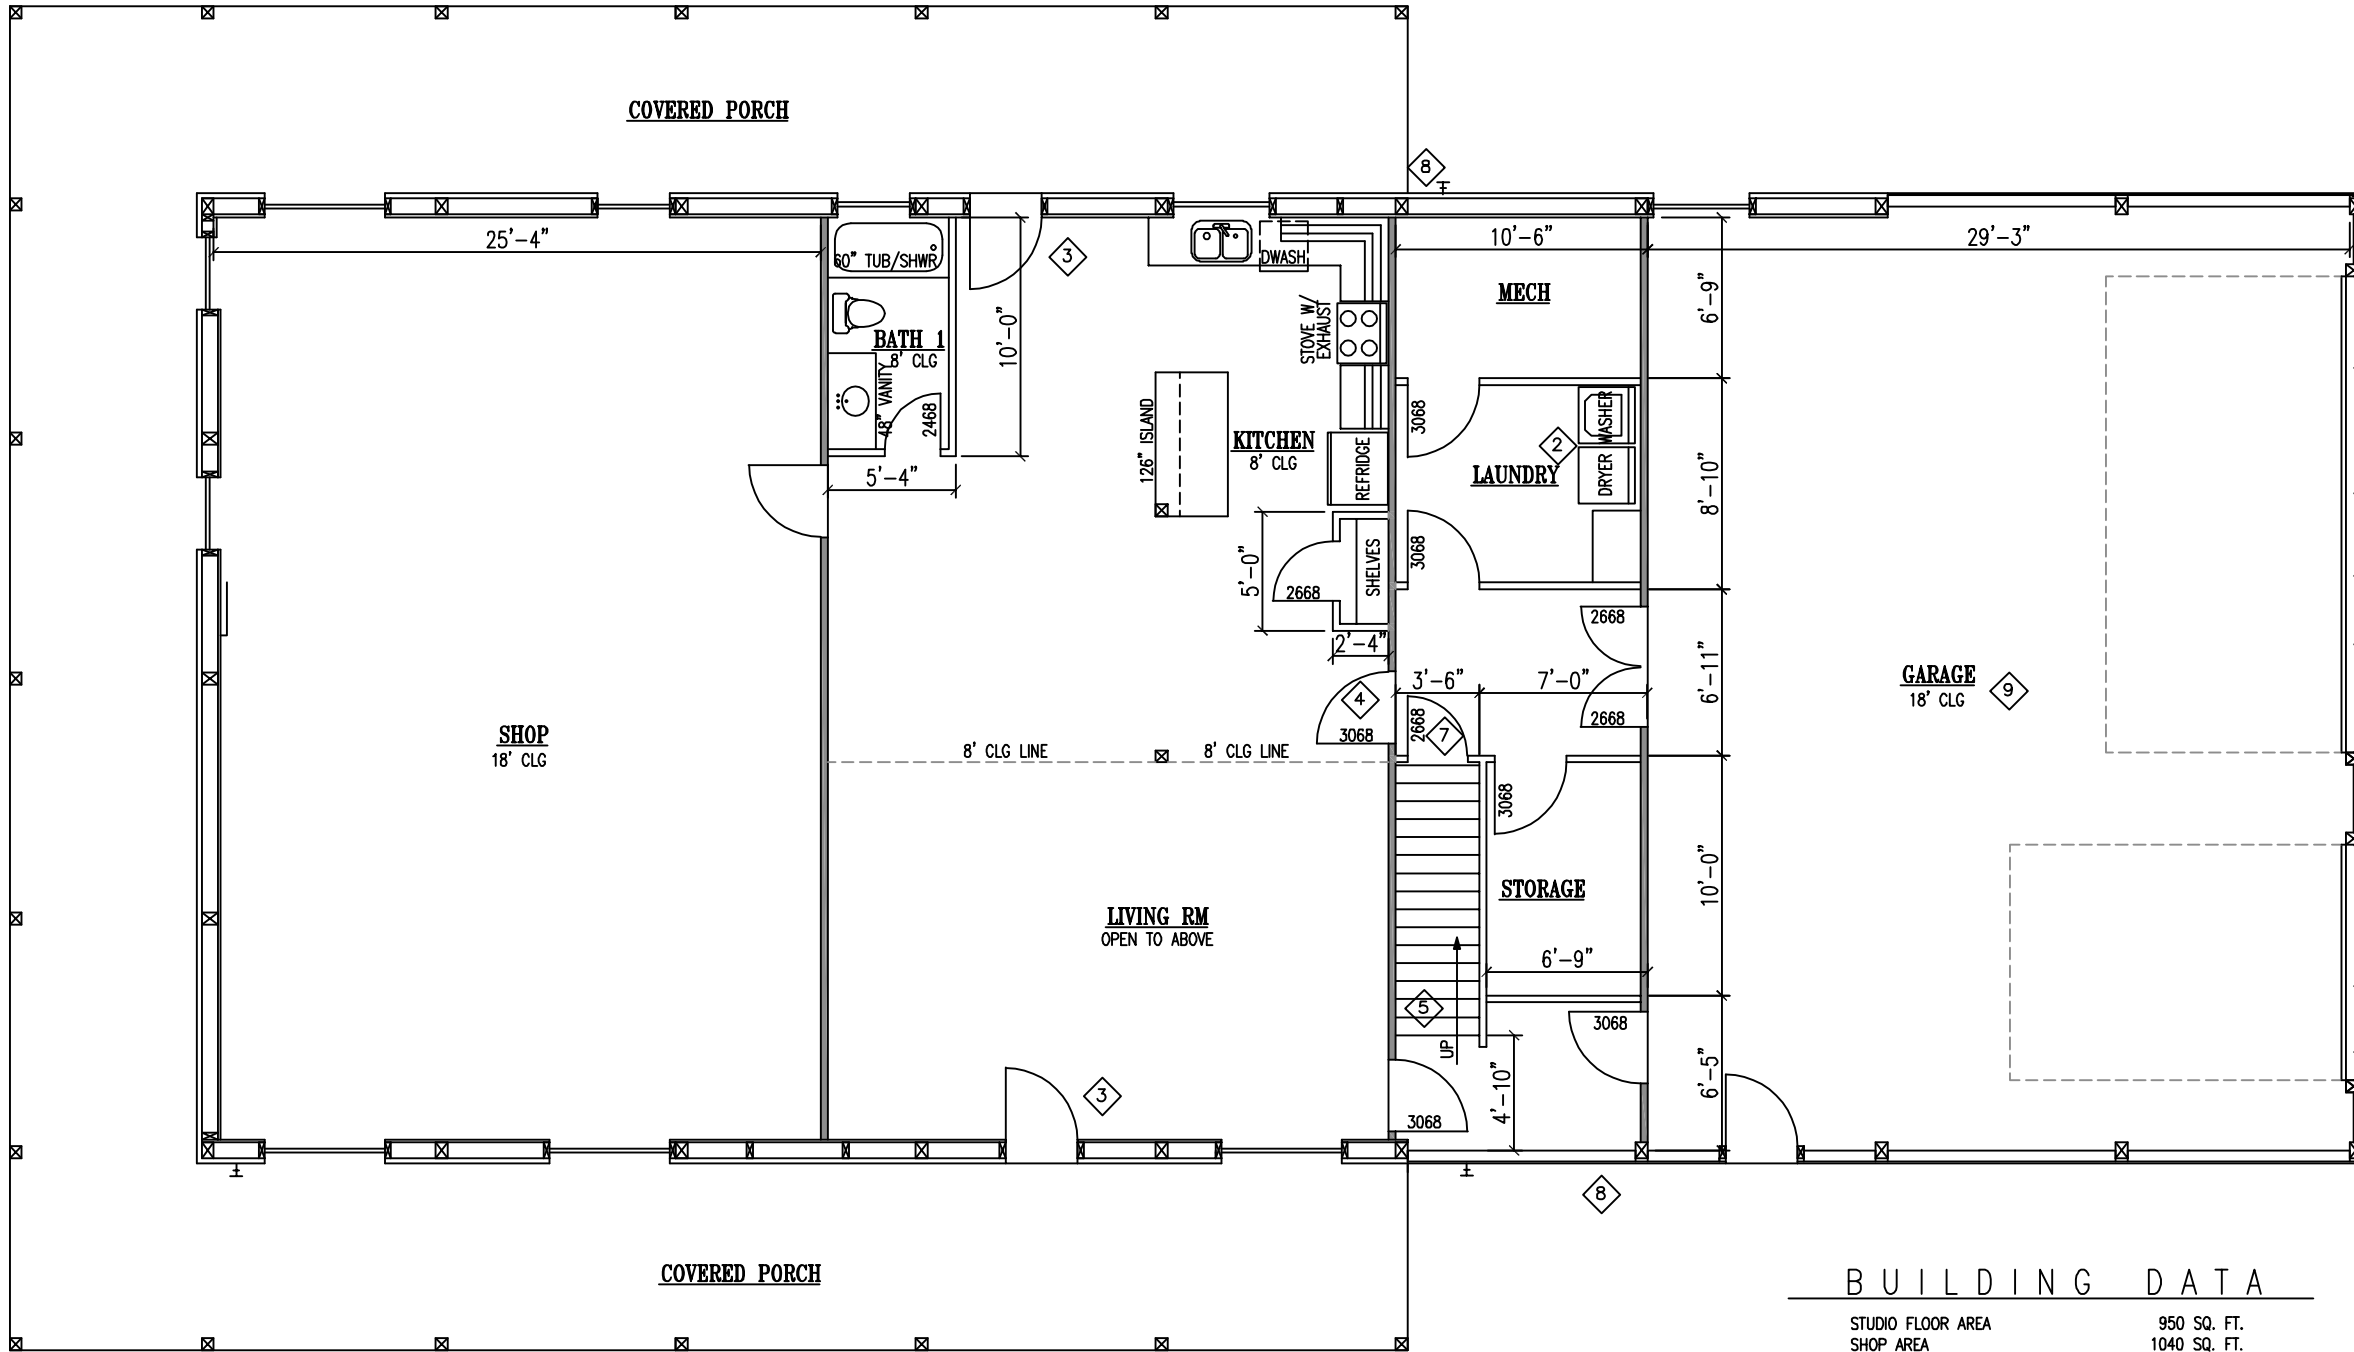 COVERED PORCH
8
25'-4"
60" TUB/SHWR
3
DWASH
10'-6"
29'-3"
MECH
6'-9"
STOVE W/
EXHAUST
10'-0"
BATH 1
8' CLG
48" VANITY
2468
5'-4"
126" ISLAND
KITCHEN
8' CLG
REFRIDGE
3068
2
WASHER
LAUNDRY
DRYER
8'-10"
5'-0"
2668
SHELVES
3068
2'-4"
2668
6'-11"
3'-6"
7'-0"
4
3068
2668
7
2668
GARAGE
18' CLG
9
SHOP
18' CLG
8' CLG LINE
8' CLG LINE
3068
10'-0"
STORAGE
LIVING RM
OPEN TO ABOVE
6'-9"
5
UP
3068
3
3068
4'-10"
6'-5"
8
COVERED PORCH
BUILDING DATA
STUDIO FLOOR AREA 950 SQ. FT.
SHOP AREA 1040 SQ. FT.